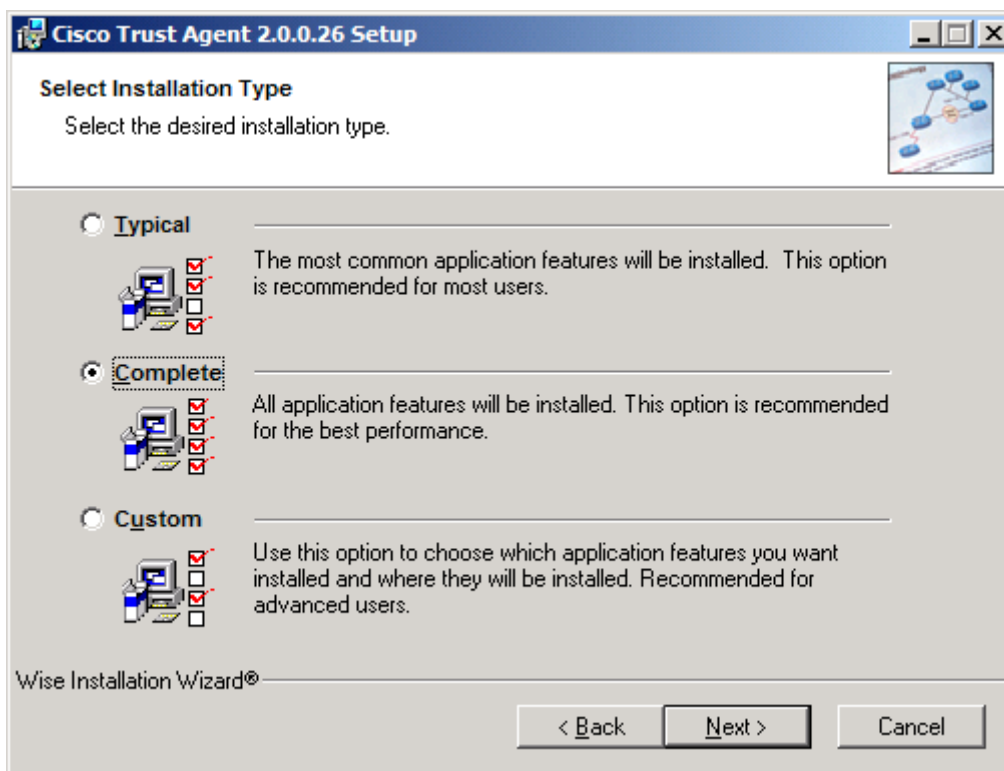 Cisco Trust Agent 2.0.0.26 Setup
Select Installation Type
Select the desired installation type.
Typical
The most common application features will be installed.  This option
is recommended for most users.
Complete
All application features will be installed. This option is recommended
for the best performance.
Custom
Use this option to choose which application features you want
installed and where they will be installed. Recommended for
advanced users.
Wise Installation Wizard®
< Back
Next >
Cancel